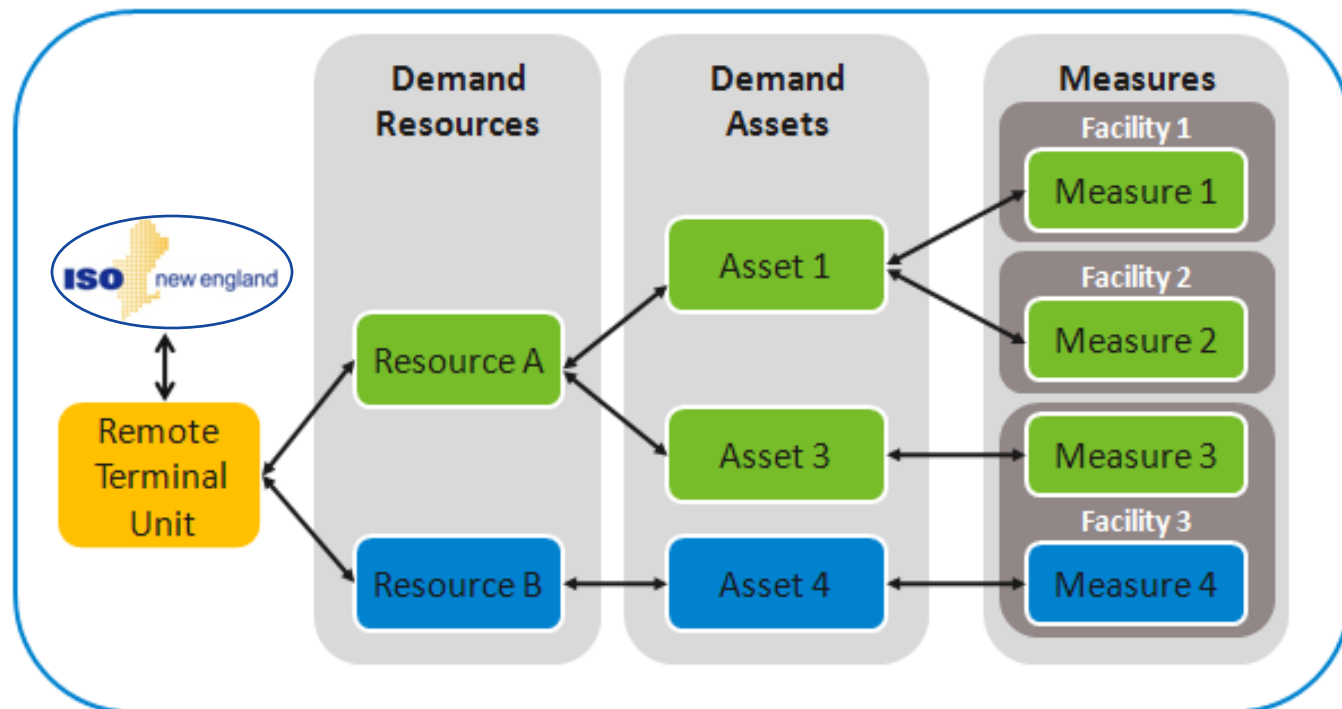 Demand
Resources
Demand
Assets
Measures
Facility 1
Measure 1
Asset 1
Facility 2
Measure 2
ISO new england
Resource A
Remote
Terminal
Unit
Asset 3
Measure 3
Facility 3
Resource B
Asset 4
Measure 4